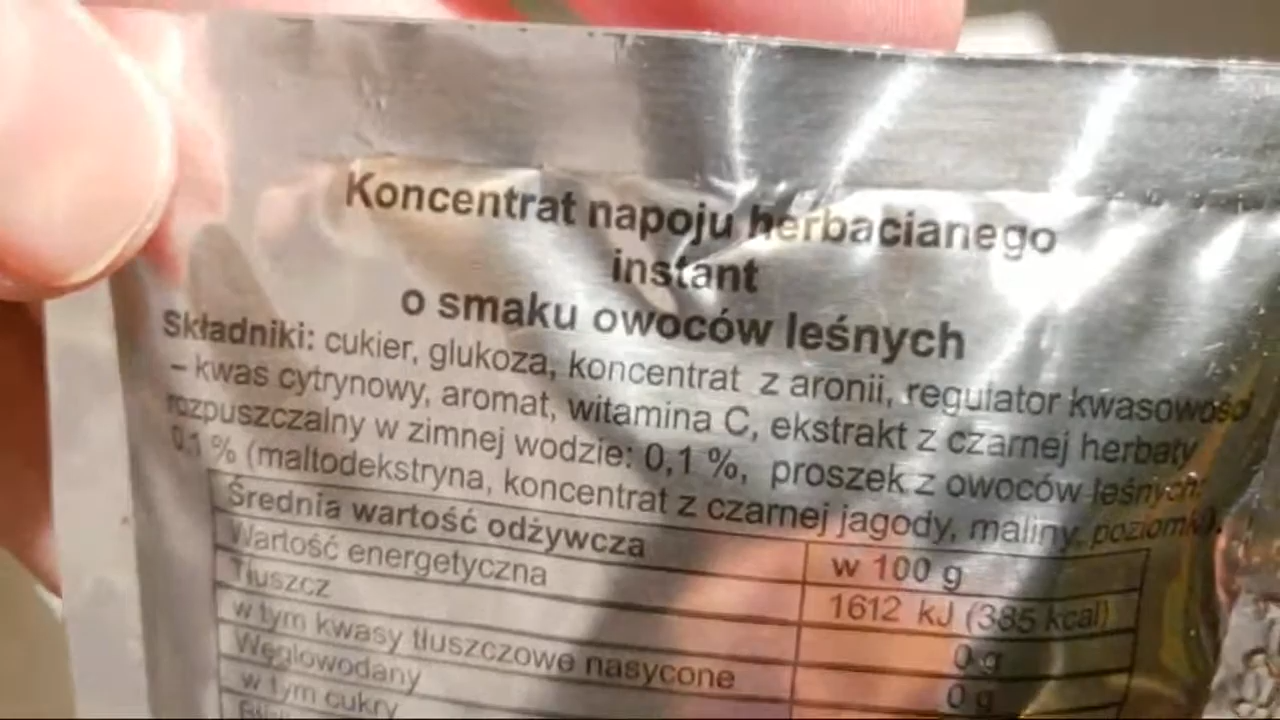 Koncentrat napoju herbacianego
instant
o smaku owoców leśnych
Składniki: cukier, glukoza, koncentrat z aronii, regulator kwasowości
– kwas cytrynowy, aromat, witamina C, ekstrakt z czarnej herbaty
rozpuszczalny w zimnej wodzie: 0,1 %, proszek z owoców leśnych:
0,1 % (maltodekstryna, koncentrat z czarnej jagody, maliny, poziomki).
Średnia wartość odżywcza w 100 g
Wartość energetyczna 1612 kJ (385 kcal)
Tłuszcz 0 g
w tym kwasy tłuszczowe nasycone 0 g
Węglowodany
w tym cukry